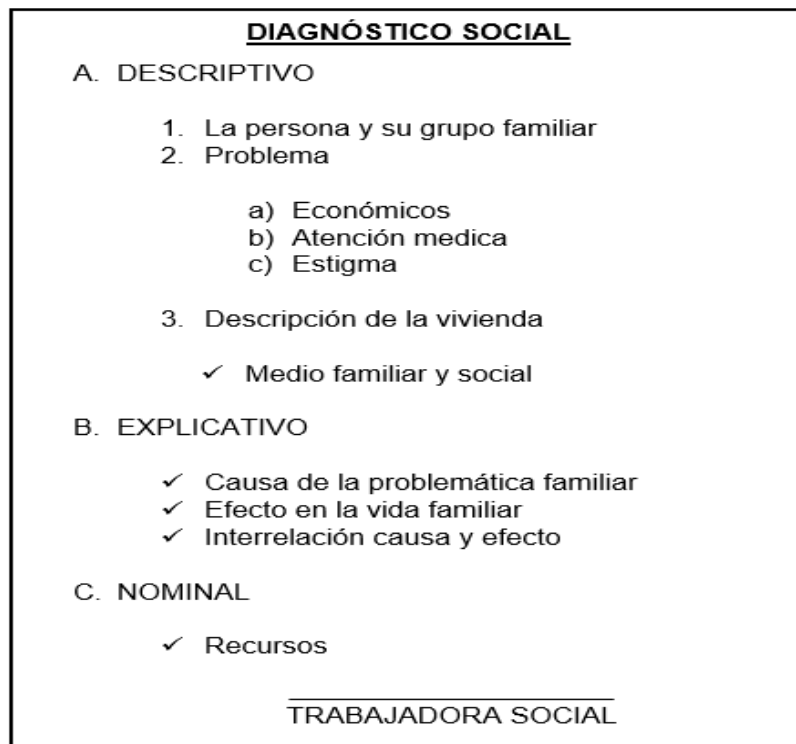 DIAGNÓSTICO SOCIAL
A. DESCRIPTIVO
1. La persona y su grupo familiar
2. Problema
a) Económicos
b) Atención medica
c) Estigma
3. Descripción de la vivienda
✓ Medio familiar y social
B. EXPLICATIVO
✓ Causa de la problemática familiar
✓ Efecto en la vida familiar
✓ Interrelación causa y efecto
C. NOMINAL
✓ Recursos
TRABAJADORA SOCIAL